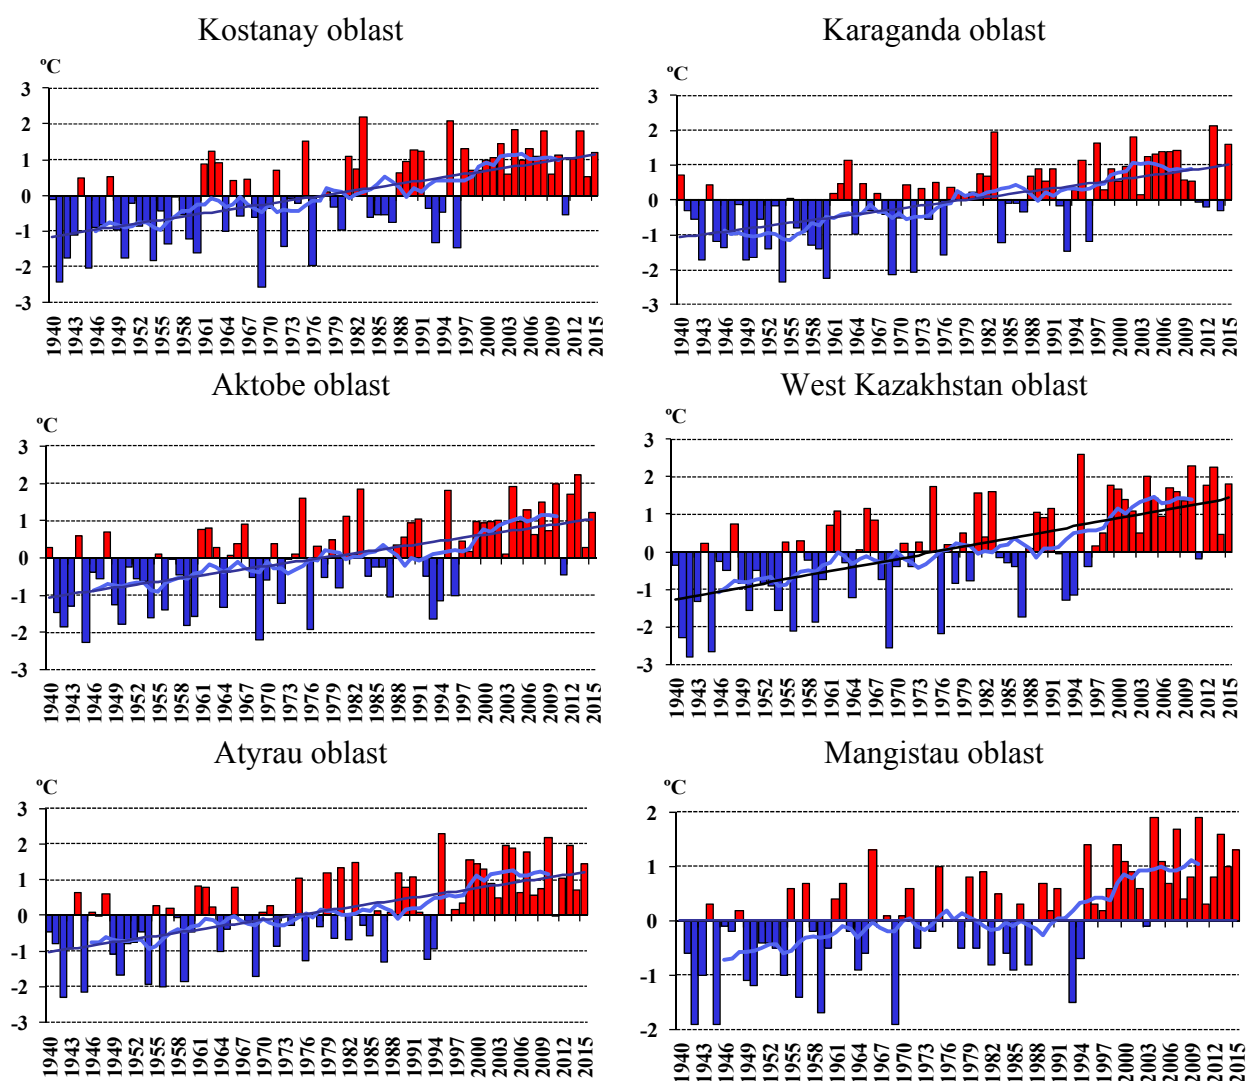 Kostanay oblast
Karaganda oblast
ºC
3
2
1
0
-1
-2
-3
1940 1943 1946 1949 1952 1955 1958 1961 1964 1967 1970 1973 1976 1979 1982 1985 1988 1991 1994 1997 2000 2003 2006 2009 2012 2015
ºC
3
2
1
0
-1
-2
-3
1940 1943 1946 1949 1952 1955 1958 1961 1964 1967 1970 1973 1976 1979 1982 1985 1988 1991 1994 1997 2000 2003 2006 2009 2012 2015
Aktobe oblast
West Kazakhstan oblast
ºC
3
2
1
0
-1
-2
-3
1940 1943 1946 1949 1952 1955 1958 1961 1964 1967 1970 1973 1976 1979 1982 1985 1988 1991 1994 1997 2000 2003 2006 2009 2012 2015
ºC
3
2
1
0
-1
-2
-3
1940 1943 1946 1949 1952 1955 1958 1961 1964 1967 1970 1973 1976 1979 1982 1985 1988 1991 1994 1997 2000 2003 2006 2009 2012 2015
Atyrau oblast
Mangistau oblast
ºC
3
2
1
0
-1
-2
-3
1940 1943 1946 1949 1952 1955 1958 1961 1964 1967 1970 1973 1976 1979 1982 1985 1988 1991 1994 1997 2000 2003 2006 2009 2012 2015
ºC
2
1
0
-1
-2
1940 1943 1946 1949 1952 1955 1958 1961 1964 1967 1970 1973 1976 1979 1982 1985 1988 1991 1994 1997 2000 2003 2006 2009 2012 2015